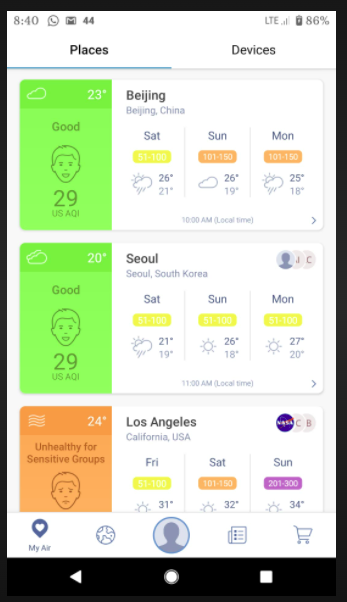 8:40 44 LTE 86%
Places Devices
23°
Good
29
US AQI
Beijing
Beijing, China
Sat Sun Mon
51-100 101-150 101-150
26° 26° 25°
21° 19° 18°
10:00 AM (Local time)
20°
Good
29
US AQI
Seoul
J C
Seoul, South Korea
Sat Sun Mon
51-100 51-100 51-100
21° 26° 27°
19° 18° 20°
11:00 AM (Local time)
24°
Unhealthy for
Sensitive Groups
Los Angeles
NASA C B
California, USA
Fri Sat Sun
51-100 101-150 201-300
31° 32° 34°
My Air